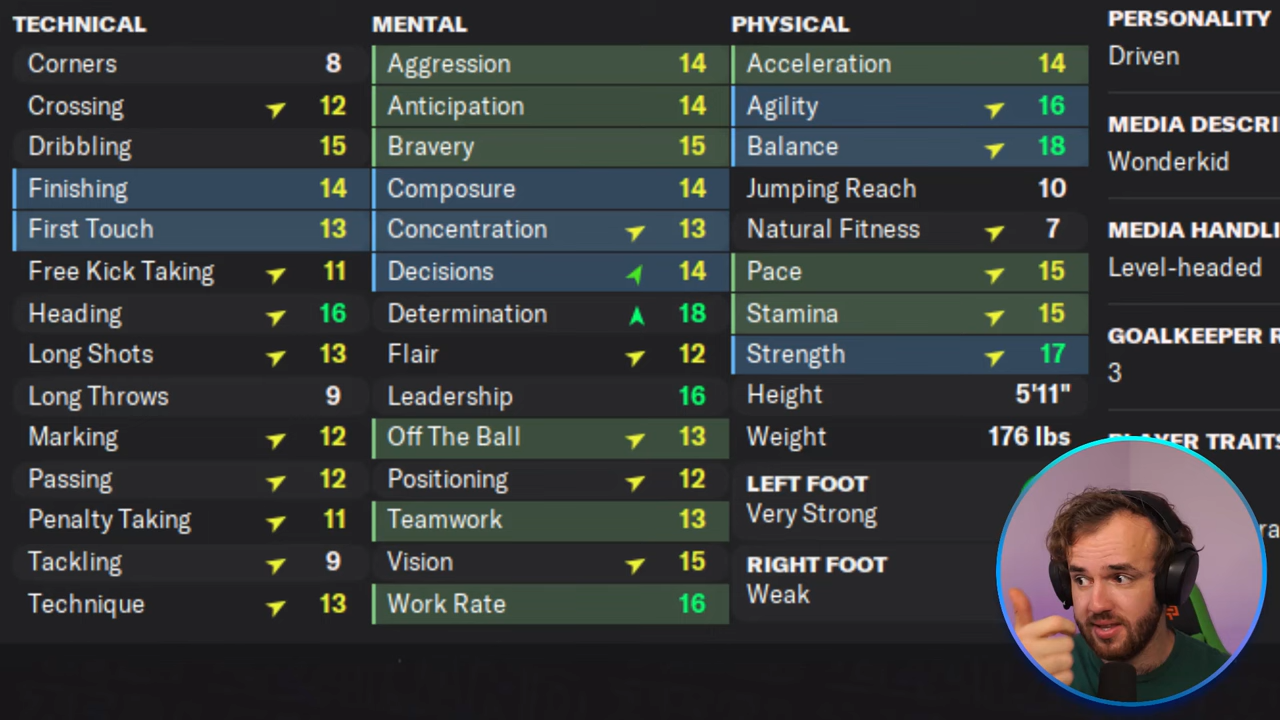 TECHNICAL
Corners 8
Crossing 12
Dribbling 15
Finishing 14
First Touch 13
Free Kick Taking 11
Heading 16
Long Shots 13
Long Throws 9
Marking 12
Passing 12
Penalty Taking 11
Tackling 9
Technique 13
MENTAL
Aggression 14
Anticipation 14
Bravery 15
Composure 14
Concentration 13
Decisions 14
Determination 18
Flair 12
Leadership 16
Off The Ball 13
Positioning 12
Teamwork 13
Vision 15
Work Rate 16
PHYSICAL
Acceleration 14
Agility 16
Balance 18
Jumping Reach 10
Natural Fitness 7
Pace 15
Stamina 15
Strength 17
Height 5'11"
Weight 176 lbs
LEFT FOOT
Very Strong
RIGHT FOOT
Weak
PERSONALITY
Driven
MEDIA DESCRI
Wonderkid
MEDIA HANDLI
Level-headed
GOALKEEPER R
3
PLAYER TRAITS